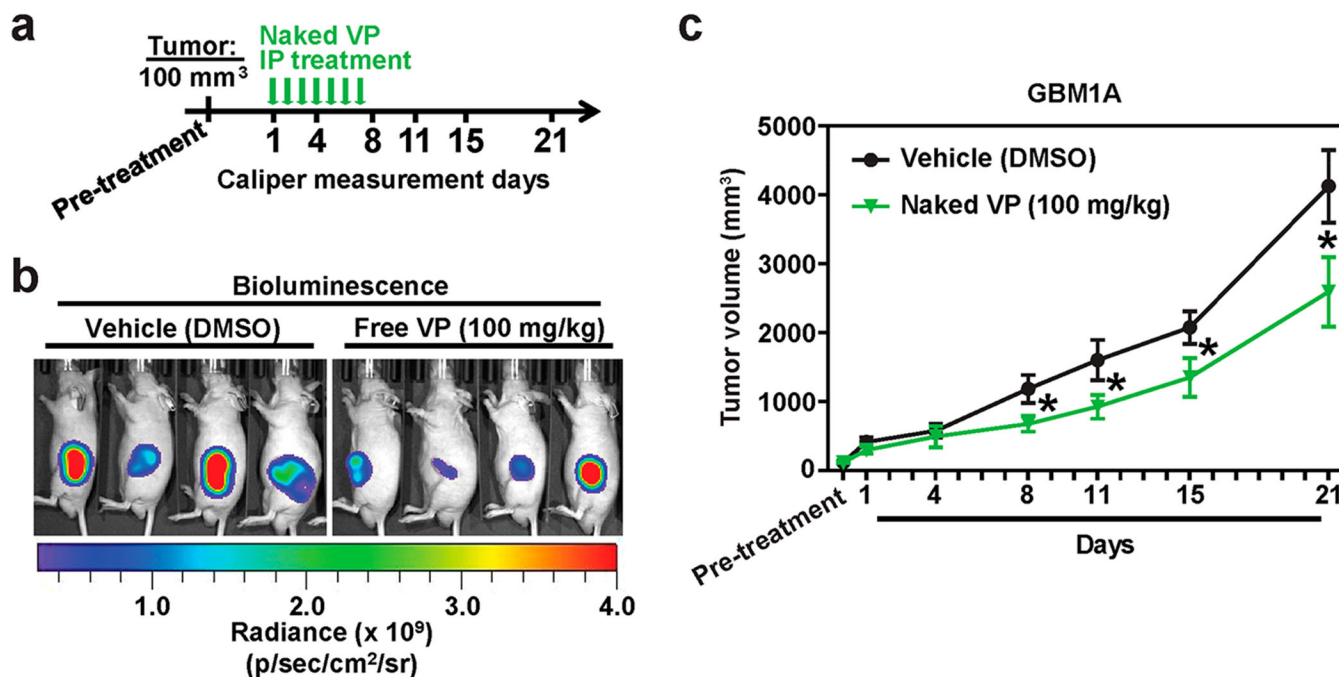 a
Tumor:
100 mm³
Naked VP
IP treatment
Pre-treatment
1 4 8 11 15 21
Caliper measurement days
b
Bioluminescence
Vehicle (DMSO) Free VP (100 mg/kg)
1.0 2.0 3.0 4.0
Radiance (x 10⁹)
(p/sec/cm²/sr)
c
GBM1A
Vehicle (DMSO)
Naked VP (100 mg/kg)
Tumor volume (mm³)
5000
4000
3000
2000
1000
0
* * * * *
Pre-treatment 1 4 8 11 15 21
Days